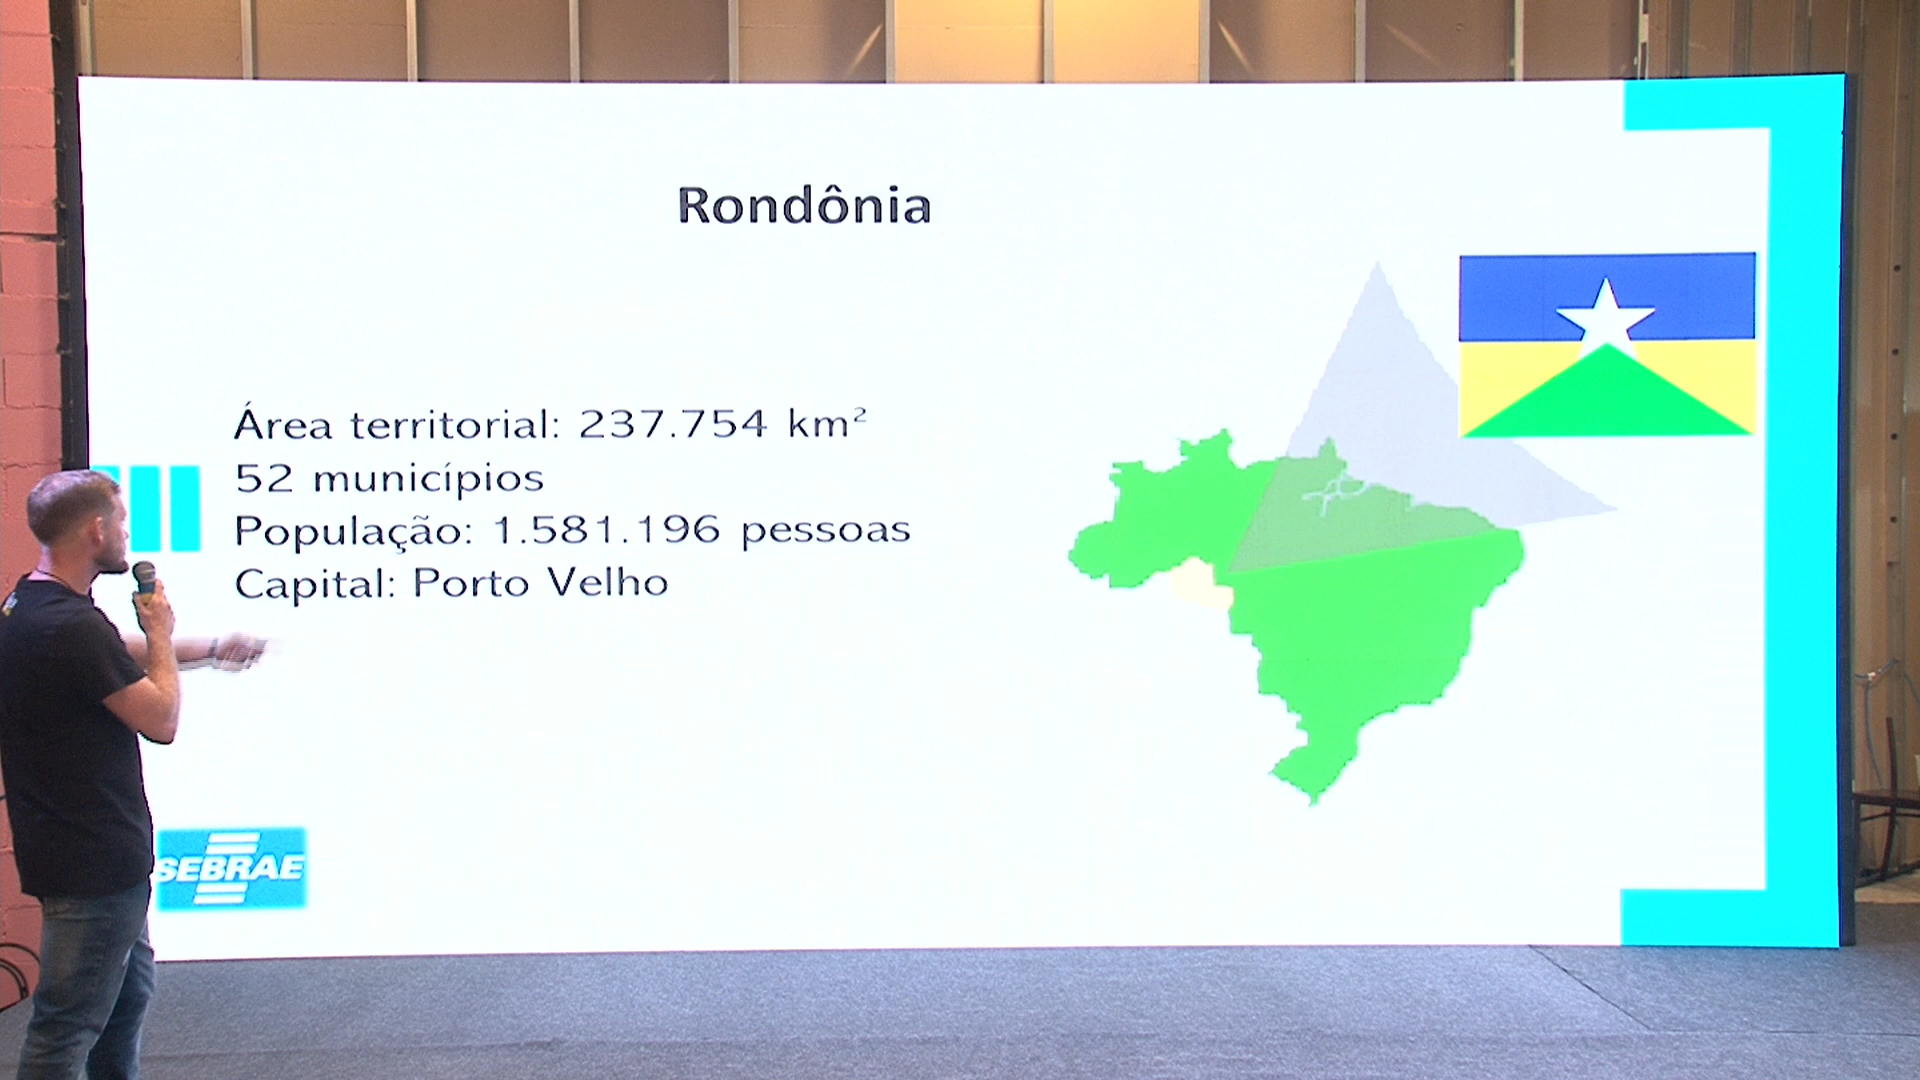 Rondônia
Área territorial: 237.754 km²
52 municípios
População: 1.581.196 pessoas
Capital: Porto Velho
SEBRAE